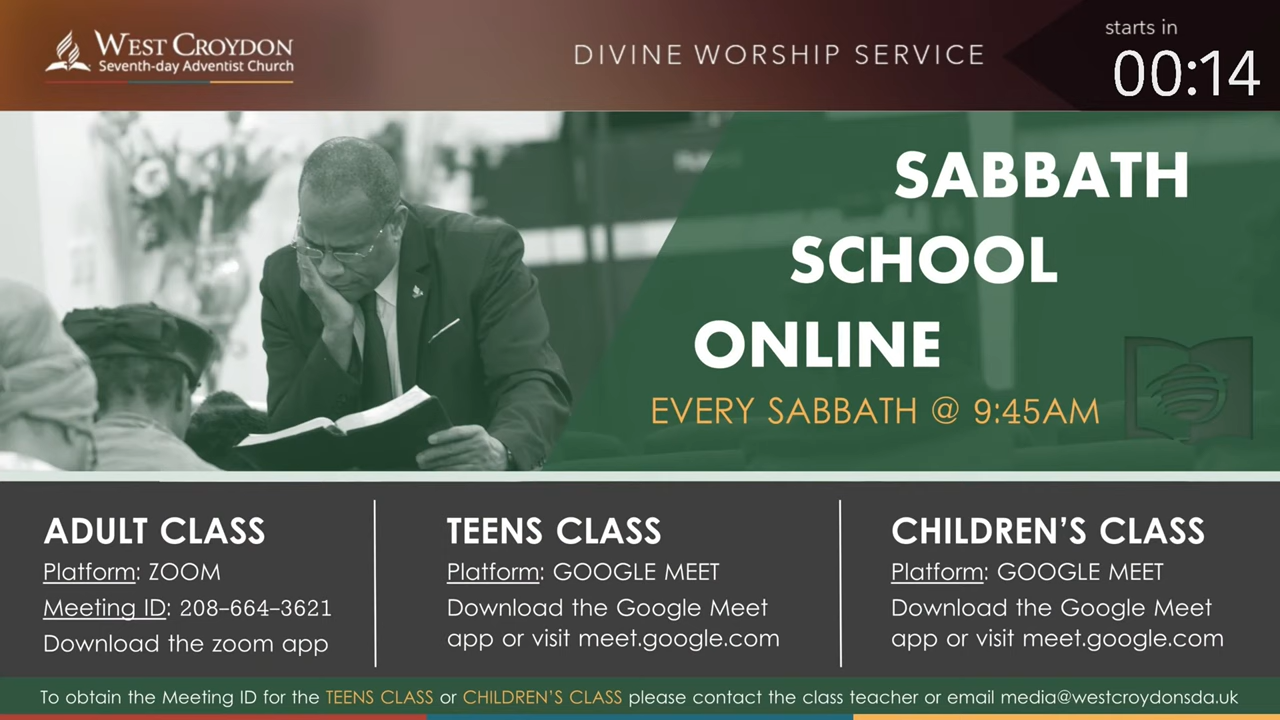 WEST CROYDON
Seventh-day Adventist Church
DIVINE WORSHIP SERVICE
starts in
00:14
SABBATH
SCHOOL
ONLINE
EVERY SABBATH @ 9:45AM
ADULT CLASS
Platform: ZOOM
Meeting ID: 208-664-3621
Download the zoom app
TEENS CLASS
Platform: GOOGLE MEET
Download the Google Meet
app or visit meet.google.com
CHILDREN'S CLASS
Platform: GOOGLE MEET
Download the Google Meet
app or visit meet.google.com
To obtain the Meeting ID for the TEENS CLASS or CHILDREN'S CLASS please contact the class teacher or email media@westcroydonsda.uk